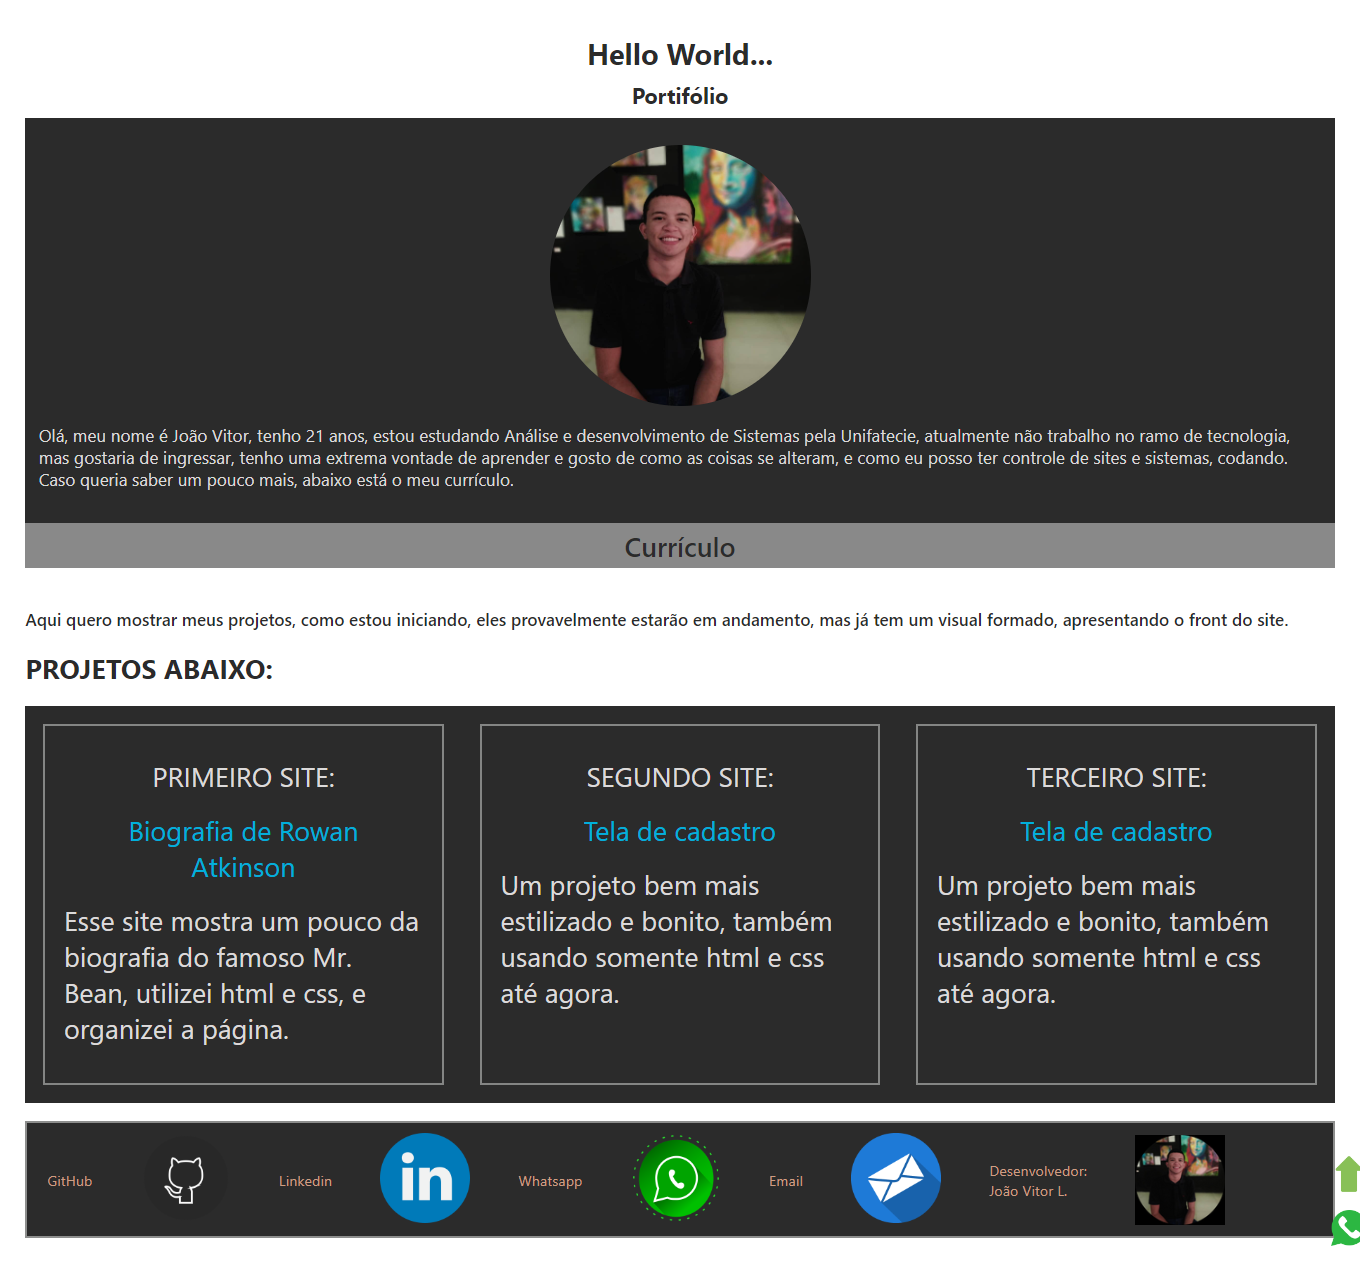 Hello World...
Portifólio
Olá, meu nome é João Vitor, tenho 21 anos, estou estudando Análise e desenvolvimento de Sistemas pela Unifatecie, atualmente não trabalho no ramo de tecnologia,
mas gostaria de ingressar, tenho uma extrema vontade de aprender e gosto de como as coisas se alteram, e como eu posso ter controle de sites e sistemas, codando.
Caso queria saber um pouco mais, abaixo está o meu currículo.
Currículo
Aqui quero mostrar meus projetos, como estou iniciando, eles provavelmente estarão em andamento, mas já tem um visual formado, apresentando o front do site.
PROJETOS ABAIXO:
PRIMEIRO SITE:
Biografia de Rowan
Atkinson
Esse site mostra um pouco da
biografia do famoso Mr.
Bean, utilizei html e css, e
organizei a página.
SEGUNDO SITE:
Tela de cadastro
Um projeto bem mais
estilizado e bonito, também
usando somente html e css
até agora.
TERCEIRO SITE:
Tela de cadastro
Um projeto bem mais
estilizado e bonito, também
usando somente html e css
até agora.
GitHub
Linkedin
in
Whatsapp
Email
Desenvolvedor:
João Vitor L.